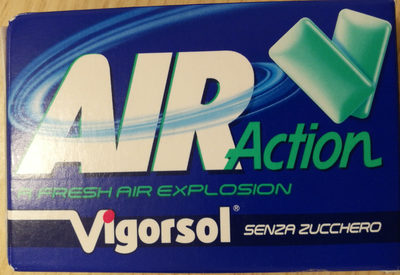 AIR
Action
FRESH AIR EXPLOSION
Vigorsol®
SENZA ZUCCHERO